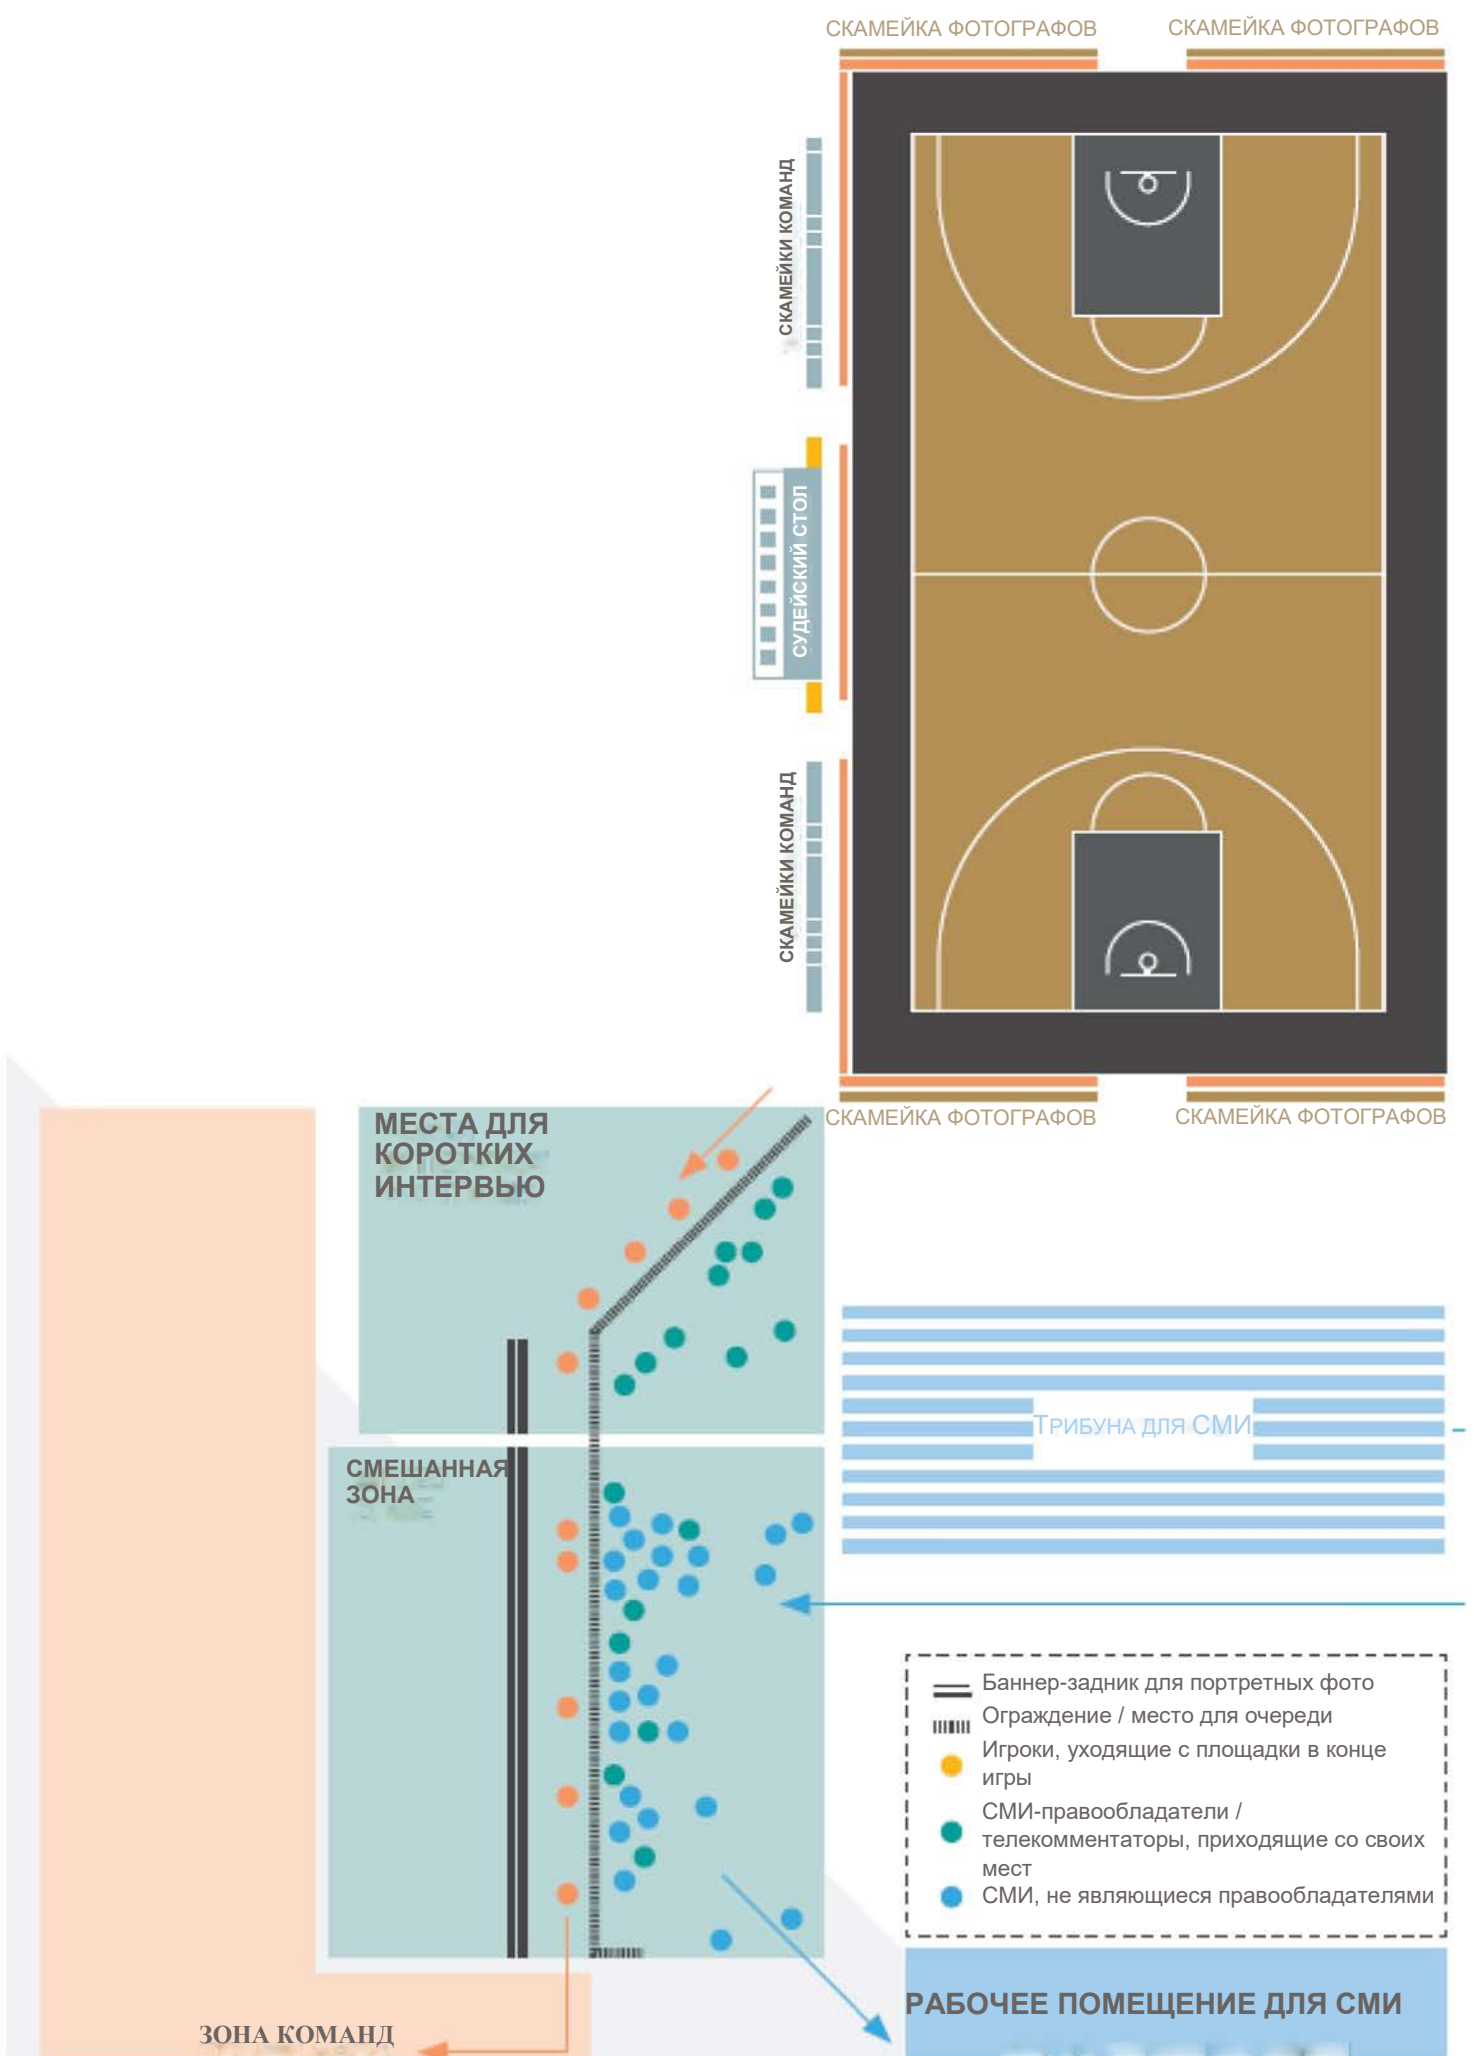 СКАМЕЙКА ФОТОГРАФОВ
СКАМЕЙКА ФОТОГРАФОВ
СКАМЕЙКИ КОМАНД
СУДЕЙСКИЙ СТОЛ
СКАМЕЙКИ КОМАНД
СКАМЕЙКА ФОТОГРАФОВ
СКАМЕЙКА ФОТОГРАФОВ
МЕСТА ДЛЯ
КОРОТКИХ
ИНТЕРВЬЮ
ТРИБУНА ДЛЯ СМИ
СМЕШАННАЯ
ЗОНА
Баннер-задник для портретных фото
Ограждение / место для очереди
Игроки, уходящие с площадки в конце
игры
СМИ-правообладатели /
телекомментаторы, приходящие со своих
мест
СМИ, не являющиеся правообладателями
РАБОЧЕЕ ПОМЕЩЕНИЕ ДЛЯ СМИ
ЗОНА КОМАНД